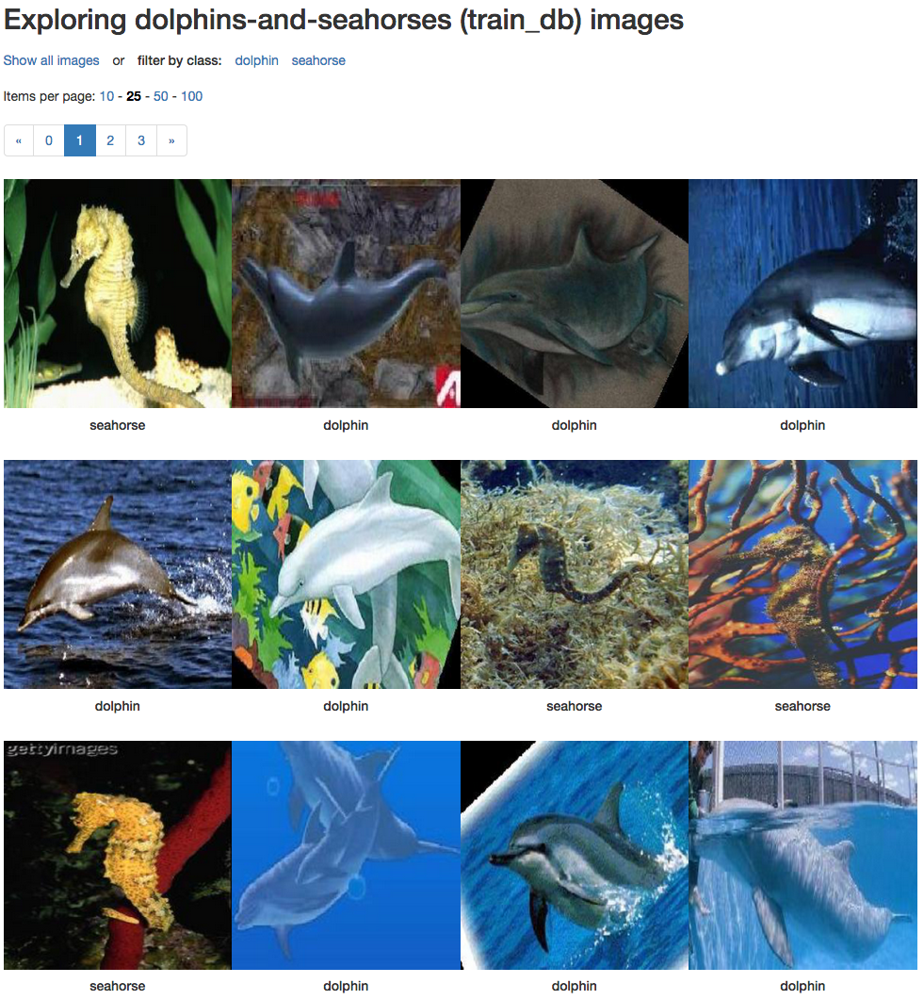 Exploring dolphins-and-seahorses (train_db) images
Show all images or filter by class: dolphin seahorse
Items per page: 10 - 25 - 50 - 100
« 0 1 2 3 »
seahorse dolphin dolphin dolphin
dolphin dolphin seahorse seahorse
gettyimages
seahorse dolphin dolphin dolphin